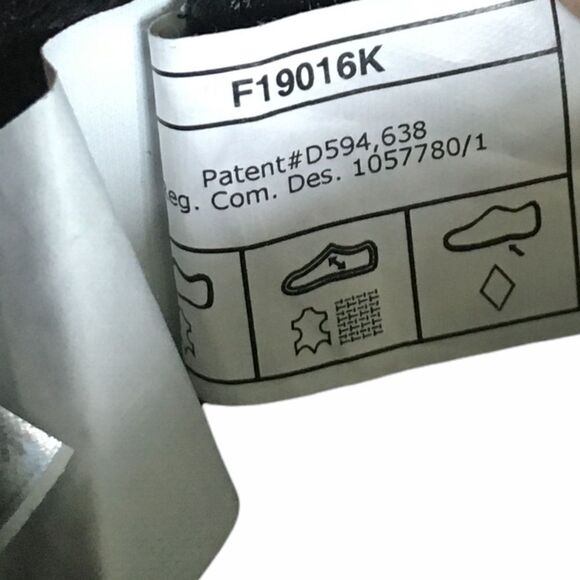 F19016K
Patent#D594,638
eg. Com. Des. 1057780/1